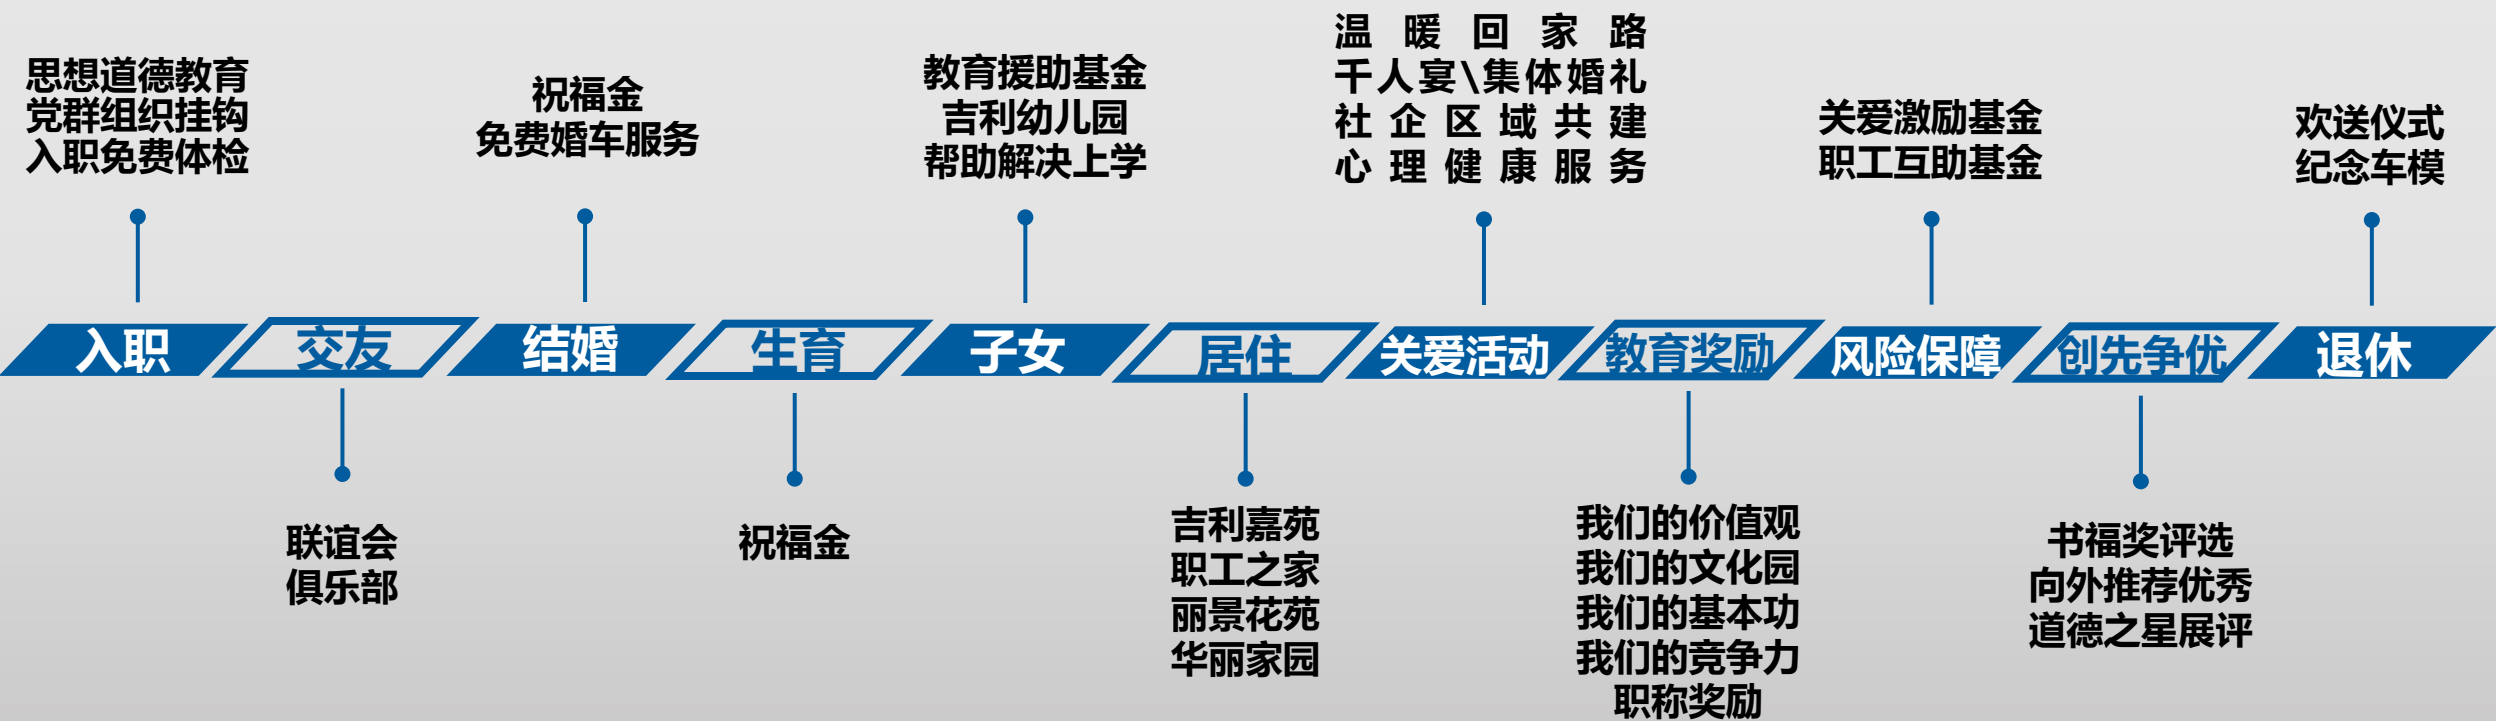 思想道德教育
党群组织挂钩
入职免费体检
祝福金
免费婚车服务
教育援助基金
吉利幼儿园
帮助解决上学
温暖回家路
千人宴\集体婚礼
社企区域共建
心理健康服务
关爱激励基金
职工互助基金
欢送仪式
纪念车模
入职
交友
结婚
生育
子女
居住
关爱活动
教育奖励
风险保障
创先争优
退休
联谊会
俱乐部
祝福金
吉利嘉苑
职工之家
丽景花苑
华丽家园
我们的价值观
我们的文化园
我们的基本功
我们的竞争力
职称奖励
书福奖评选
向外推荐优秀
道德之星展评